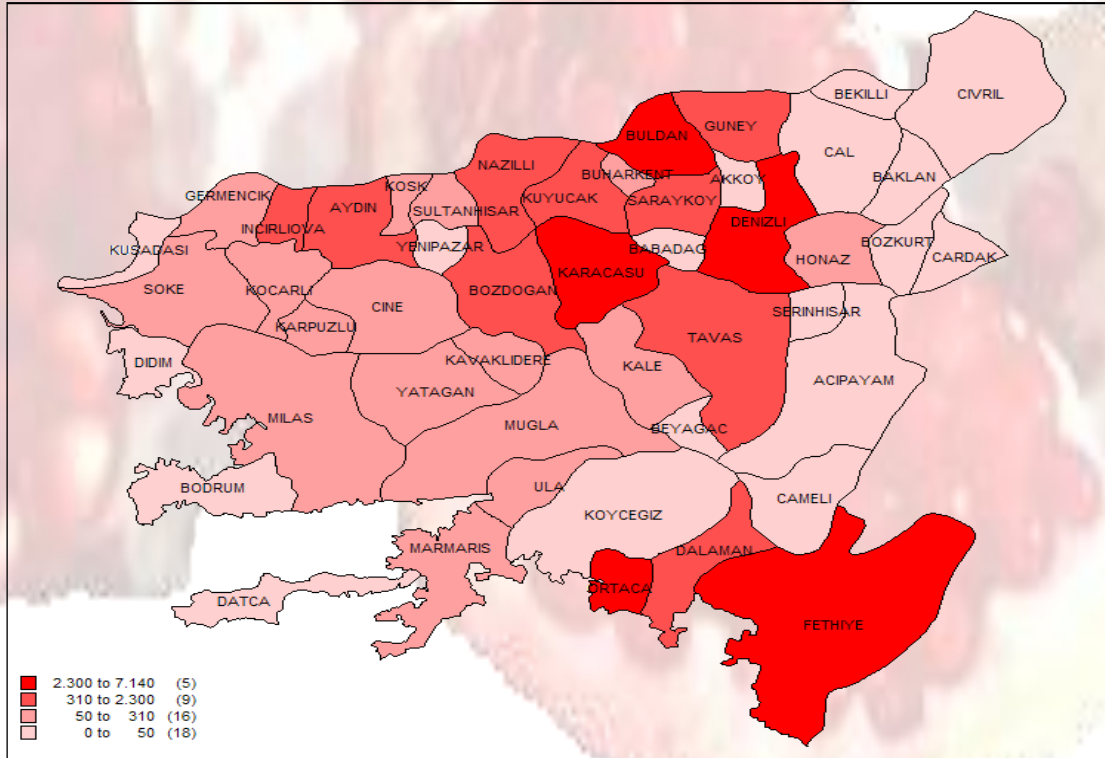 BEKILLI
CIVRIL
BULDAN
GUNEY
CAL
NAZILLI
BUHARKENT
AKKOY
BAKLAN
GERMENCIK
KOSK
AYDIN
SULTANHISAR
KUYUCAK
SARAYKOY
DENIZLI
INCIRLIOVA
KUSADASI
YENIPAZAR
BABADAG
BOZKURT
HONAZ
CARDAK
KARACASU
SOKE
KOCARLI
BOZDOGAN
CINE
SERINHISAR
KARPUZLU
TAVAS
DIDIM
KAVAKLIDERE
KALE
ACIPAYAM
YATAGAN
MILAS
MUGLA
BEYAGAC
BODRUM
ULA
CAMELI
KOYCEGIZ
MARMARIS
DALAMAN
ORTACA
DATCA
FETHIYE
2.300 to 7.140 (5)
310 to 2.300 (9)
50 to 310 (16)
0 to 50 (18)